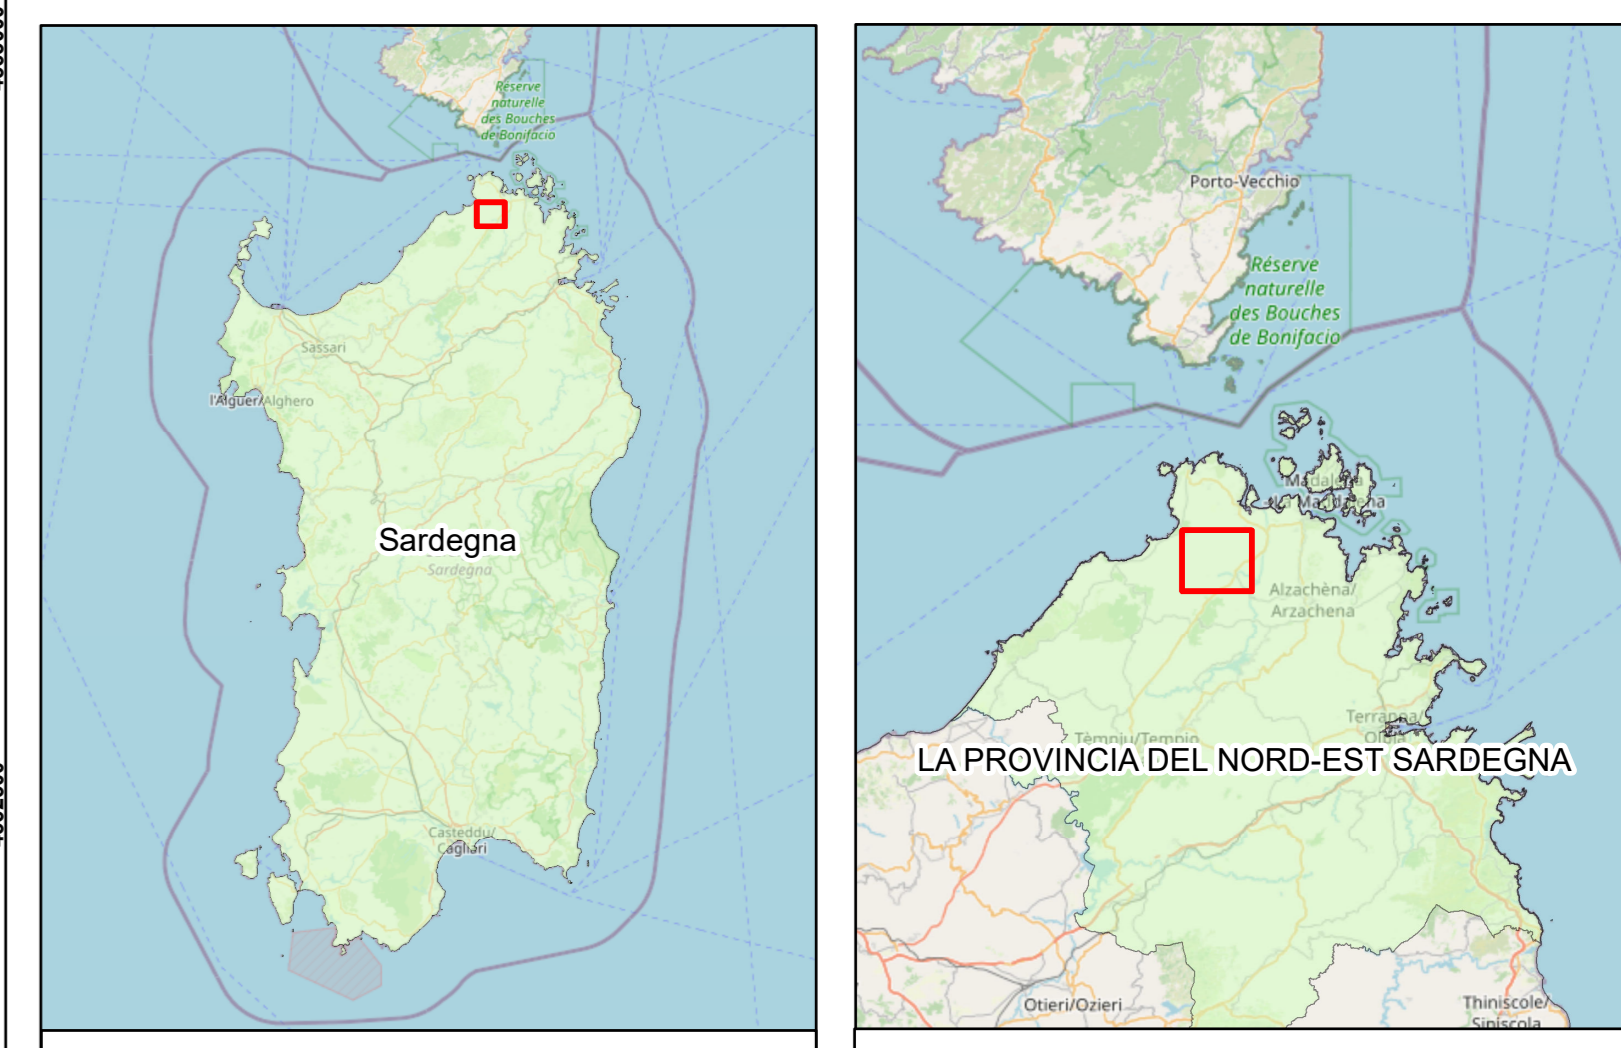 Réserve
naturelle
des Bouches
de Bonifacio
Sassari
l'Alguer/Alghero
Sardegna
Sardegna
Casteddu/
Cagliari
Porto-Vecchio
Réserve
naturelle
des Bouches
de Bonifacio
Alzachèna/
Arzachena
Terranoa/
Tèmpiu/Tempio
LA PROVINCIA DEL NORD-EST SARDEGNA
Otieri/Ozieri
Thiniscole/
Siniscola